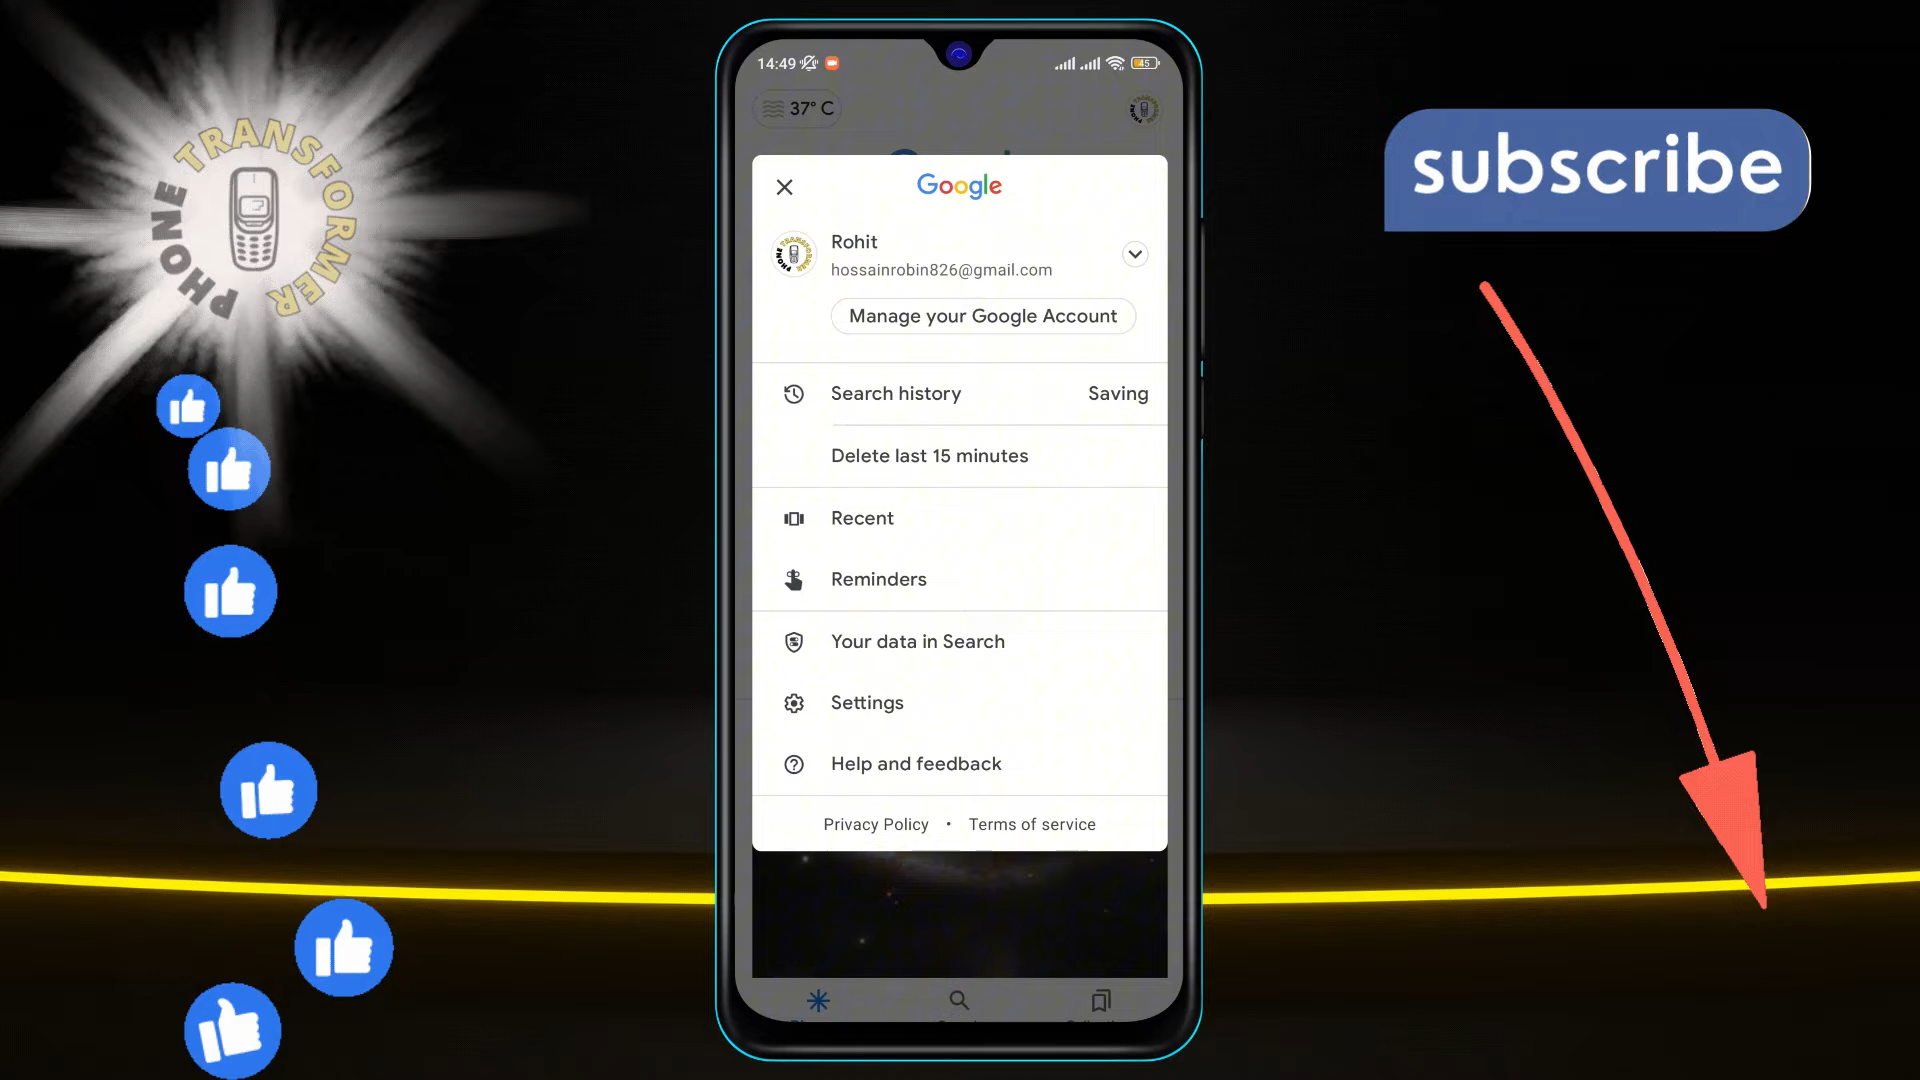 PHONE TRANSFORMER
subscribe
14:49
45
37° C
Google
Rohit
hossainrobin826@gmail.com
Manage your Google Account
Search history Saving
Delete last 15 minutes
Recent
Reminders
Your data in Search
Settings
Help and feedback
Privacy Policy • Terms of service